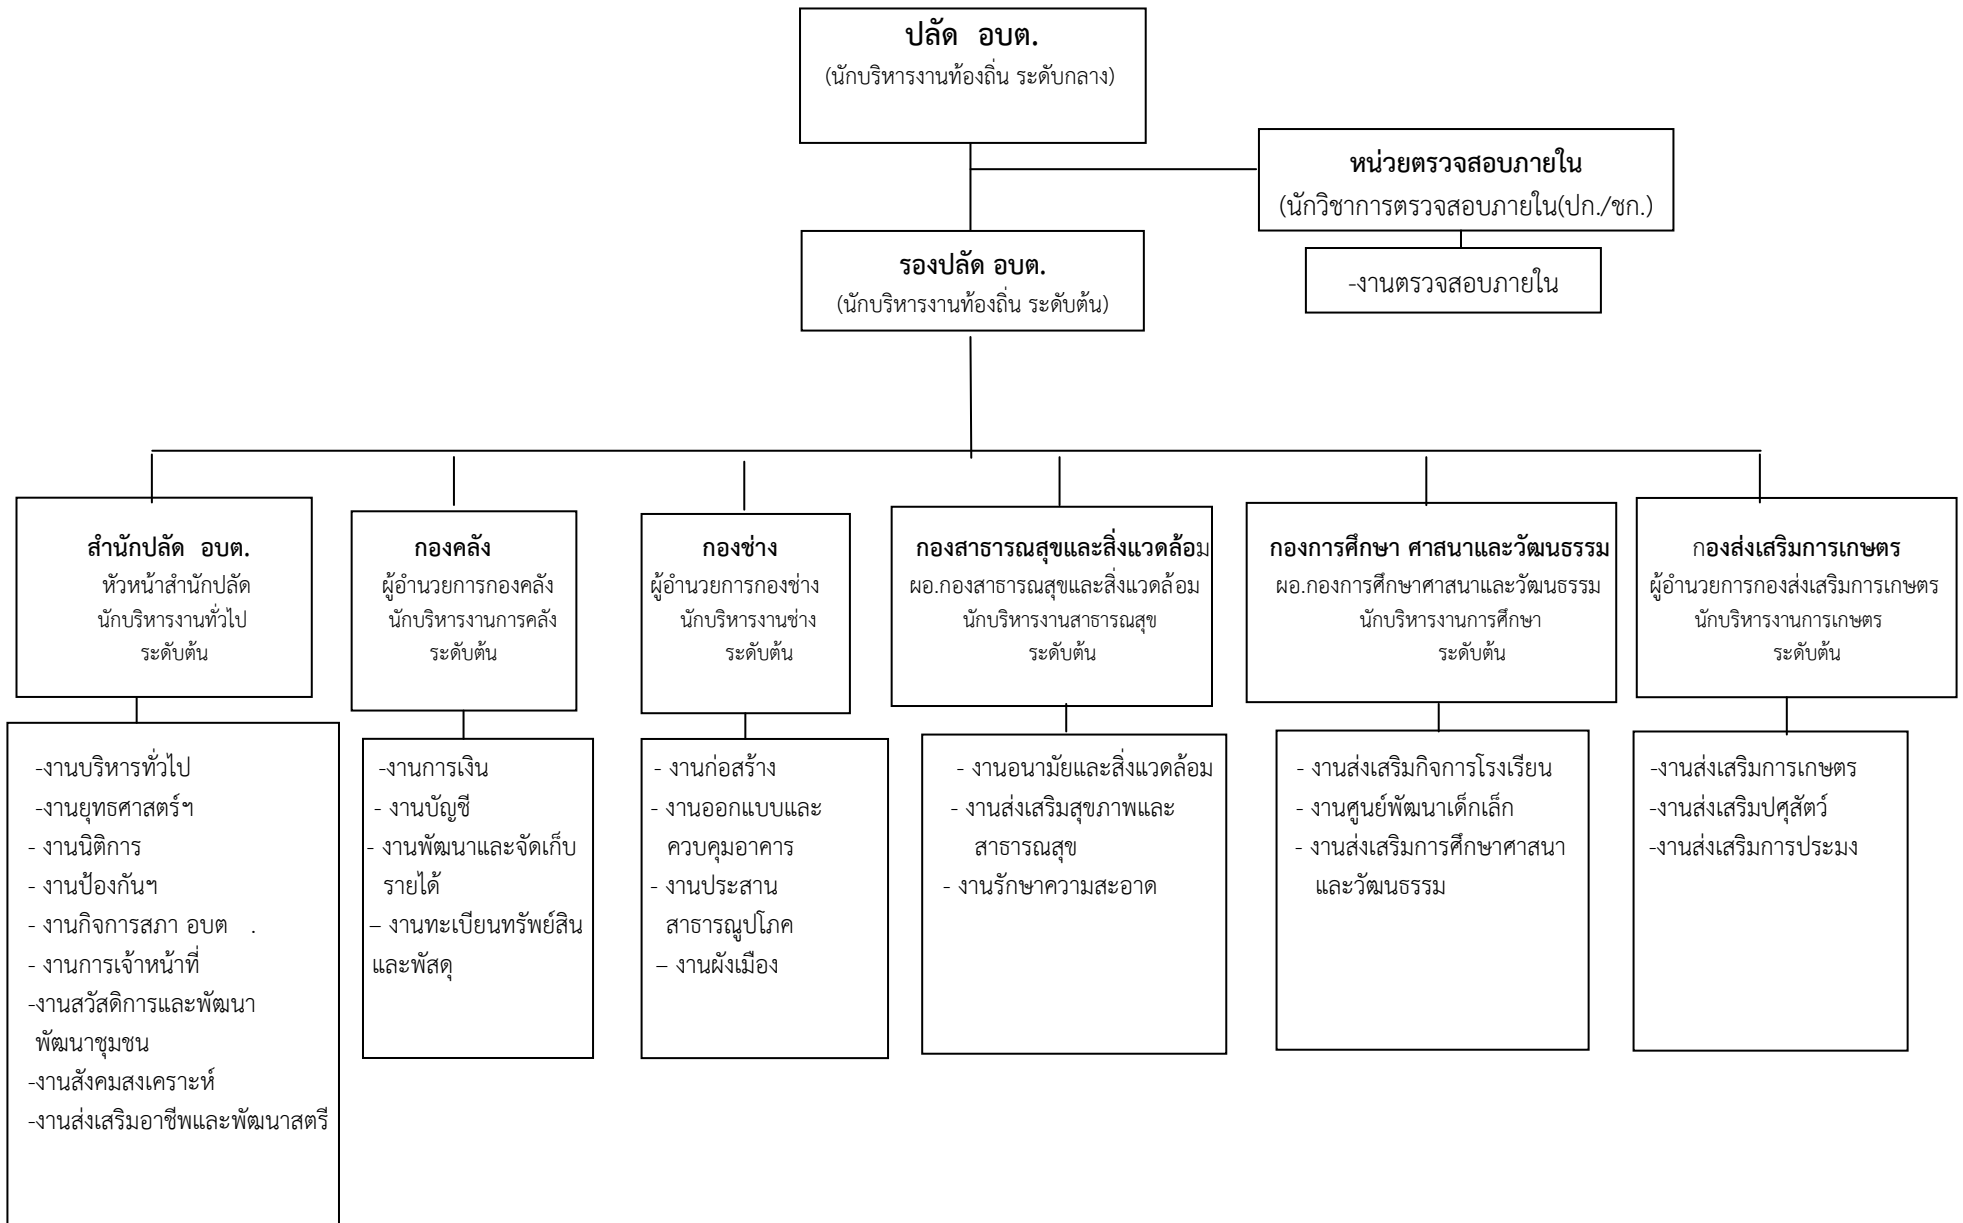 ปลัด อบต.
(นักบริหารงานท้องถิ่น ระดับกลาง)
หน่วยตรวจสอบภายใน
(นักวิชาการตรวจสอบภายใน(ปก./ชก.)
-งานตรวจสอบภายใน
รองปลัด อบต.
(นักบริหารงานท้องถิ่น ระดับต้น)
สำนักปลัด อบต.
หัวหน้าสำนักปลัด
นักบริหารงานทั่วไป
ระดับต้น
-งานบริหารทั่วไป
-งานยุทธศาสตร์ฯ
- งานนิติการ
- งานป้องกันฯ
- งานกิจการสภา อบต .
- งานการเจ้าหน้าที่
-งานสวัสดิการและพัฒนา
พัฒนาชุมชน
-งานสังคมสงเคราะห์
-งานส่งเสริมอาชีพและพัฒนาสตรี
กองคลัง
ผู้อำนวยการกองคลัง
นักบริหารงานการคลัง
ระดับต้น
-งานการเงิน
- งานบัญชี
- งานพัฒนาและจัดเก็บ
รายได้
– งานทะเบียนทรัพย์สิน
และพัสดุ
กองช่าง
ผู้อำนวยการกองช่าง
นักบริหารงานช่าง
ระดับต้น
- งานก่อสร้าง
- งานออกแบบและ
ควบคุมอาคาร
- งานประสาน
สาธารณูปโภค
– งานผังเมือง
กองสาธารณสุขและสิ่งแวดล้อม
ผอ.กองสาธารณสุขและสิ่งแวดล้อม
นักบริหารงานสาธารณสุข
ระดับต้น
- งานอนามัยและสิ่งแวดล้อม
- งานส่งเสริมสุขภาพและ
สาธารณสุข
- งานรักษาความสะอาด
กองการศึกษา ศาสนาและวัฒนธรรม
ผอ.กองการศึกษาศาสนาและวัฒนธรรม
นักบริหารงานการศึกษา
ระดับต้น
- งานส่งเสริมกิจการโรงเรียน
- งานศูนย์พัฒนาเด็กเล็ก
- งานส่งเสริมการศึกษาศาสนา
และวัฒนธรรม
กองส่งเสริมการเกษตร
ผู้อำนวยการกองส่งเสริมการเกษตร
นักบริหารงานการเกษตร
ระดับต้น
-งานส่งเสริมการเกษตร
-งานส่งเสริมปศุสัตว์
-งานส่งเสริมการประมง